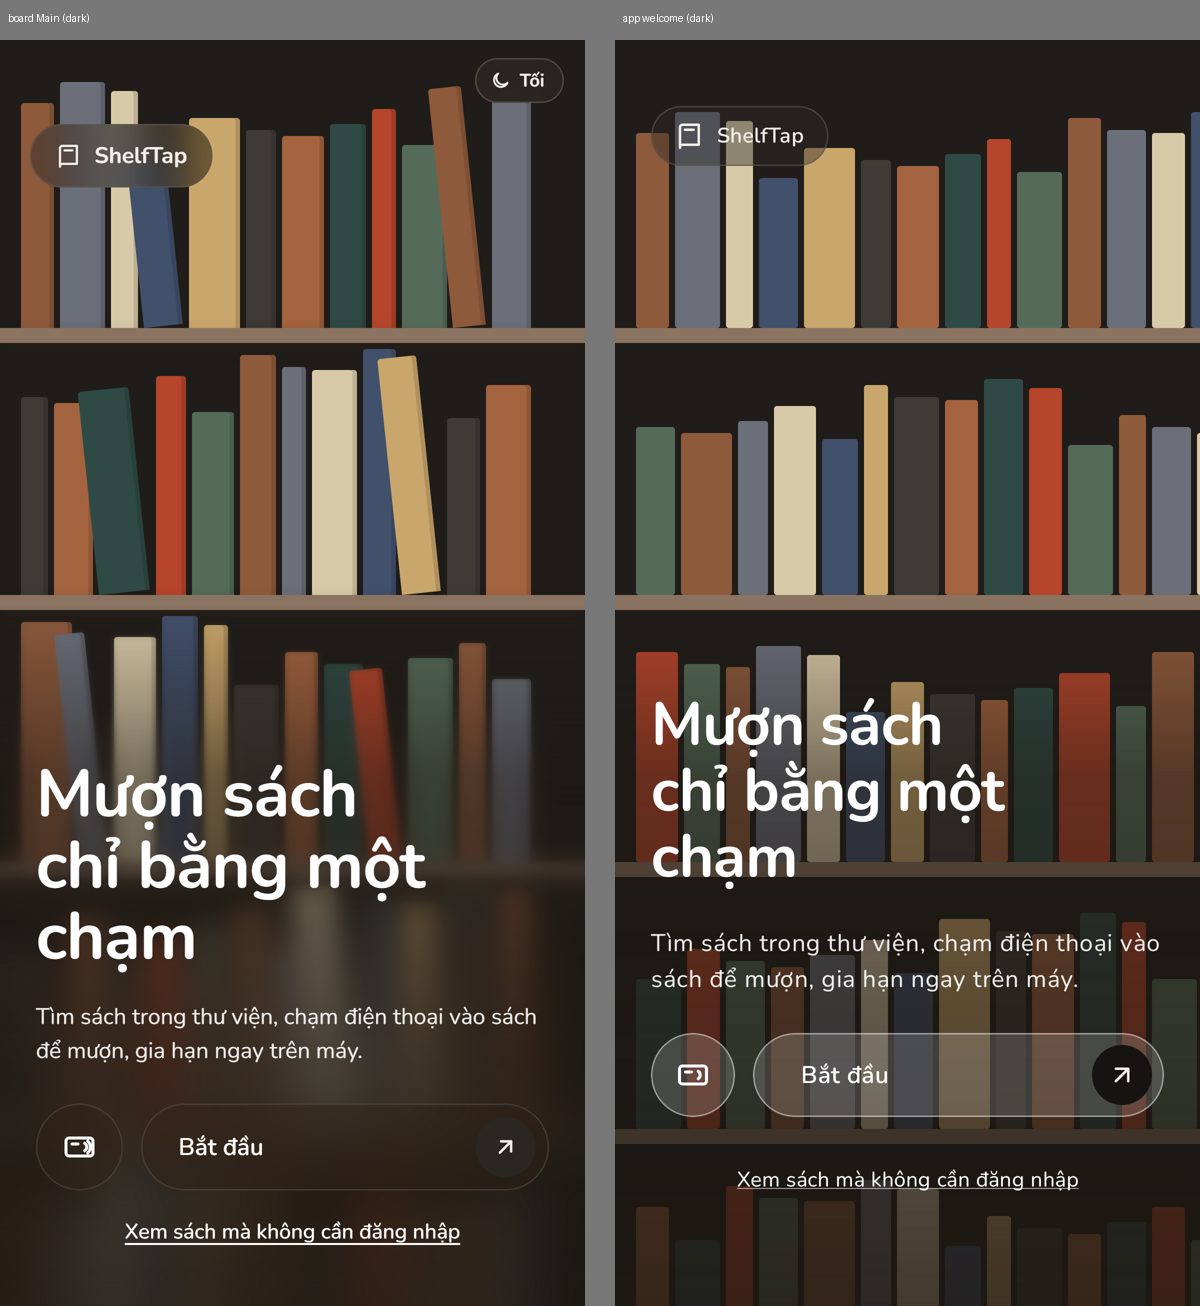 board Main (dark)
Tối
ShelfTap
Mượn sách
chỉ bằng một
chạm
Tìm sách trong thư viện, chạm điện thoại vào sách
để mượn, gia hạn ngay trên máy.
Bắt đầu
Xem sách mà không cần đăng nhập
app welcome (dark)
ShelfTap
Mượn sách
chỉ bằng một
chạm
Tìm sách trong thư viện, chạm điện thoại vào
sách để mượn, gia hạn ngay trên máy.
Bắt đầu
Xem sách mà không cần đăng nhập